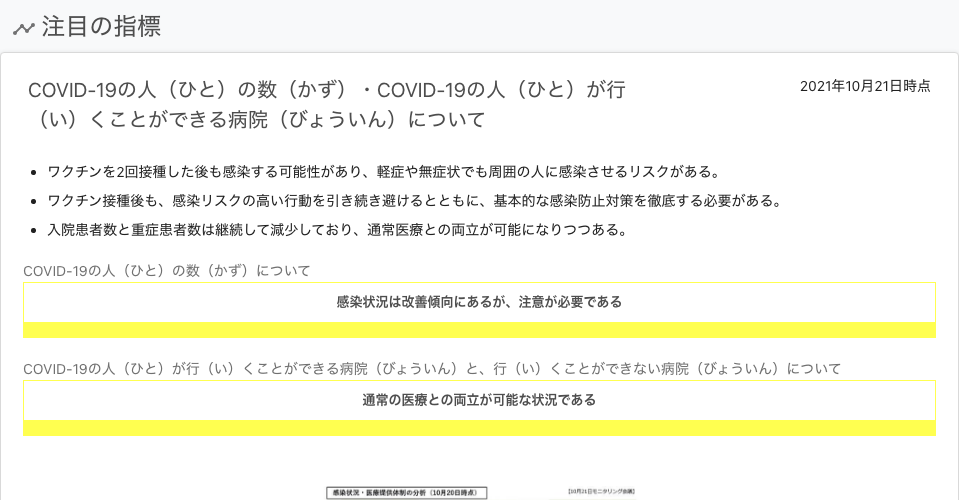 注目の指標
COVID-19の人（ひと）の数（かず）・COVID-19の人（ひと）が行
（い）くことができる病院（びょういん）について
2021年10月21日時点
ワクチンを2回接種した後も感染する可能性があり、軽症や無症状でも周囲の人に感染させるリスクがある。
ワクチン接種後も、感染リスクの高い行動を引き続き避けるとともに、基本的な感染防止対策を徹底する必要がある。
入院患者数と重症患者数は継続して減少しており、通常医療との両立が可能になりつつある。
COVID-19の人（ひと）の数（かず）について
感染状況は改善傾向にあるが、注意が必要である
COVID-19の人（ひと）が行（い）くことができる病院（びょういん）と、行（い）くことができない病院（びょういん）について
通常の医療との両立が可能な状況である
感染状況・医療提供体制の分析（10月20日時点）
【10月21日モニタリング会議】